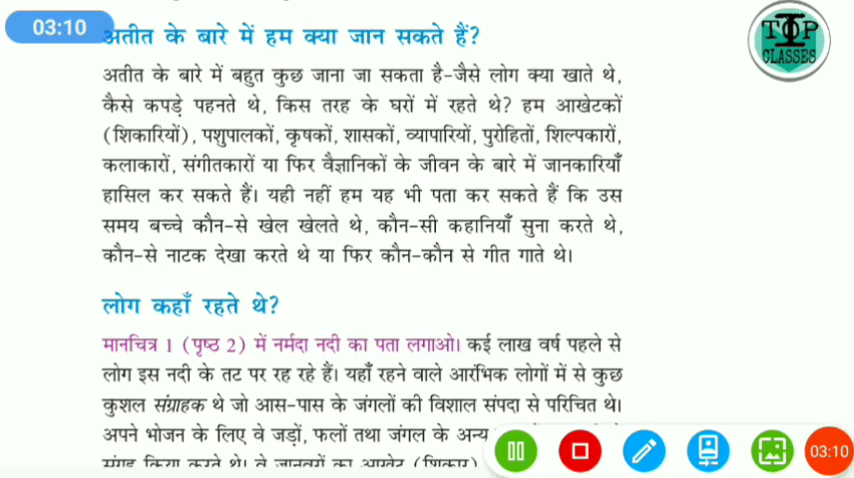 03:10
अतीत के बारे में हम क्या जान सकते हैं?
TOP
CLASSES
अतीत के बारे में बहुत कुछ जाना जा सकता है-जैसे लोग क्या खाते थे,
कैसे कपड़े पहनते थे, किस तरह के घरों में रहते थे? हम आखेटकों
(शिकारियों), पशुपालकों, कृषकों, शासकों, व्यापारियों, पुरोहितों, शिल्पकारों,
कलाकारों, संगीतकारों या फिर वैज्ञानिकों के जीवन के बारे में जानकारियाँ
हासिल कर सकते हैं। यही नहीं हम यह भी पता कर सकते हैं कि उस
समय बच्चे कौन-से खेल खेलते थे, कौन-सी कहानियाँ सुना करते थे,
कौन-से नाटक देखा करते थे या फिर कौन-कौन से गीत गाते थे।
लोग कहाँ रहते थे?
मानचित्र 1 (पृष्ठ 2) में नर्मदा नदी का पता लगाओ। कई लाख वर्ष पहले से
लोग इस नदी के तट पर रह रहे हैं। यहाँ रहने वाले आरंभिक लोगों में से कुछ
कुशल संग्राहक थे जो आस-पास के जंगलों की विशाल संपदा से परिचित थे।
अपने भोजन के लिए वे जड़ों, फलों तथा जंगल के अन्य
संग्रह किया करते थे। वे जानवरों का आखेट (शिकार)
03:10